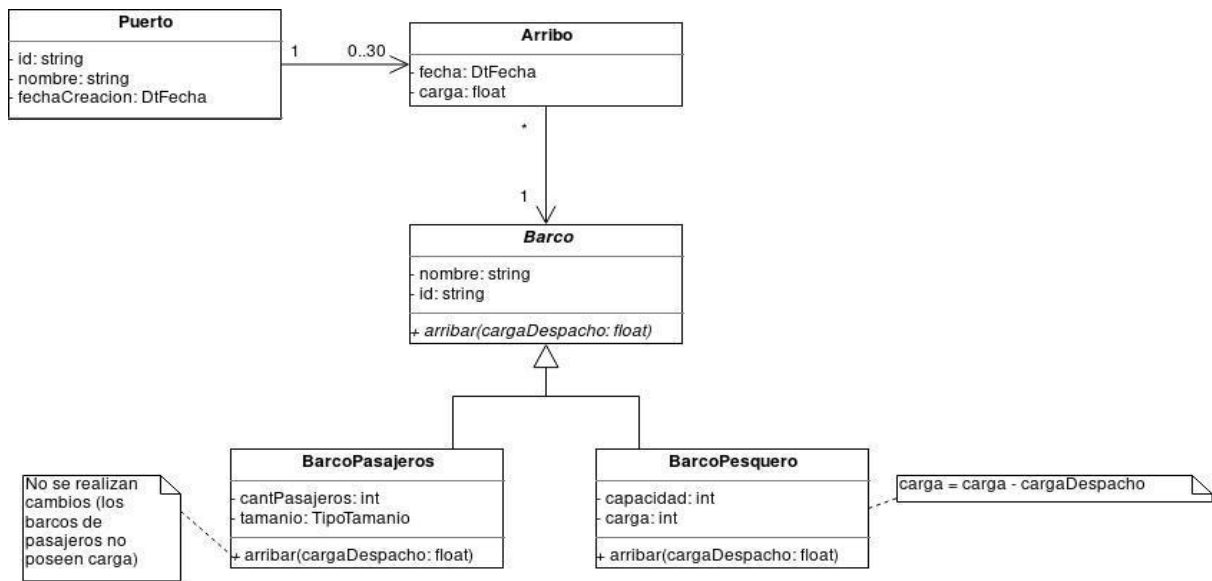 Puerto
- id: string
- nombre: string
- fechaCreacion: DtFecha
1
0..30
Arribo
- fecha: DtFecha
- carga: float
*
1
Barco
- nombre: string
- id: string
+ arribar(cargaDespacho: float)
No se realizan
cambios (los
barcos de
pasajeros no
poseen carga)
BarcoPasajeros
- cantPasajeros: int
- tamanio: TipoTamanio
+ arribar(cargaDespacho: float)
BarcoPesquero
- capacidad: int
- carga: int
+ arribar(cargaDespacho: float)
carga = carga - cargaDespacho